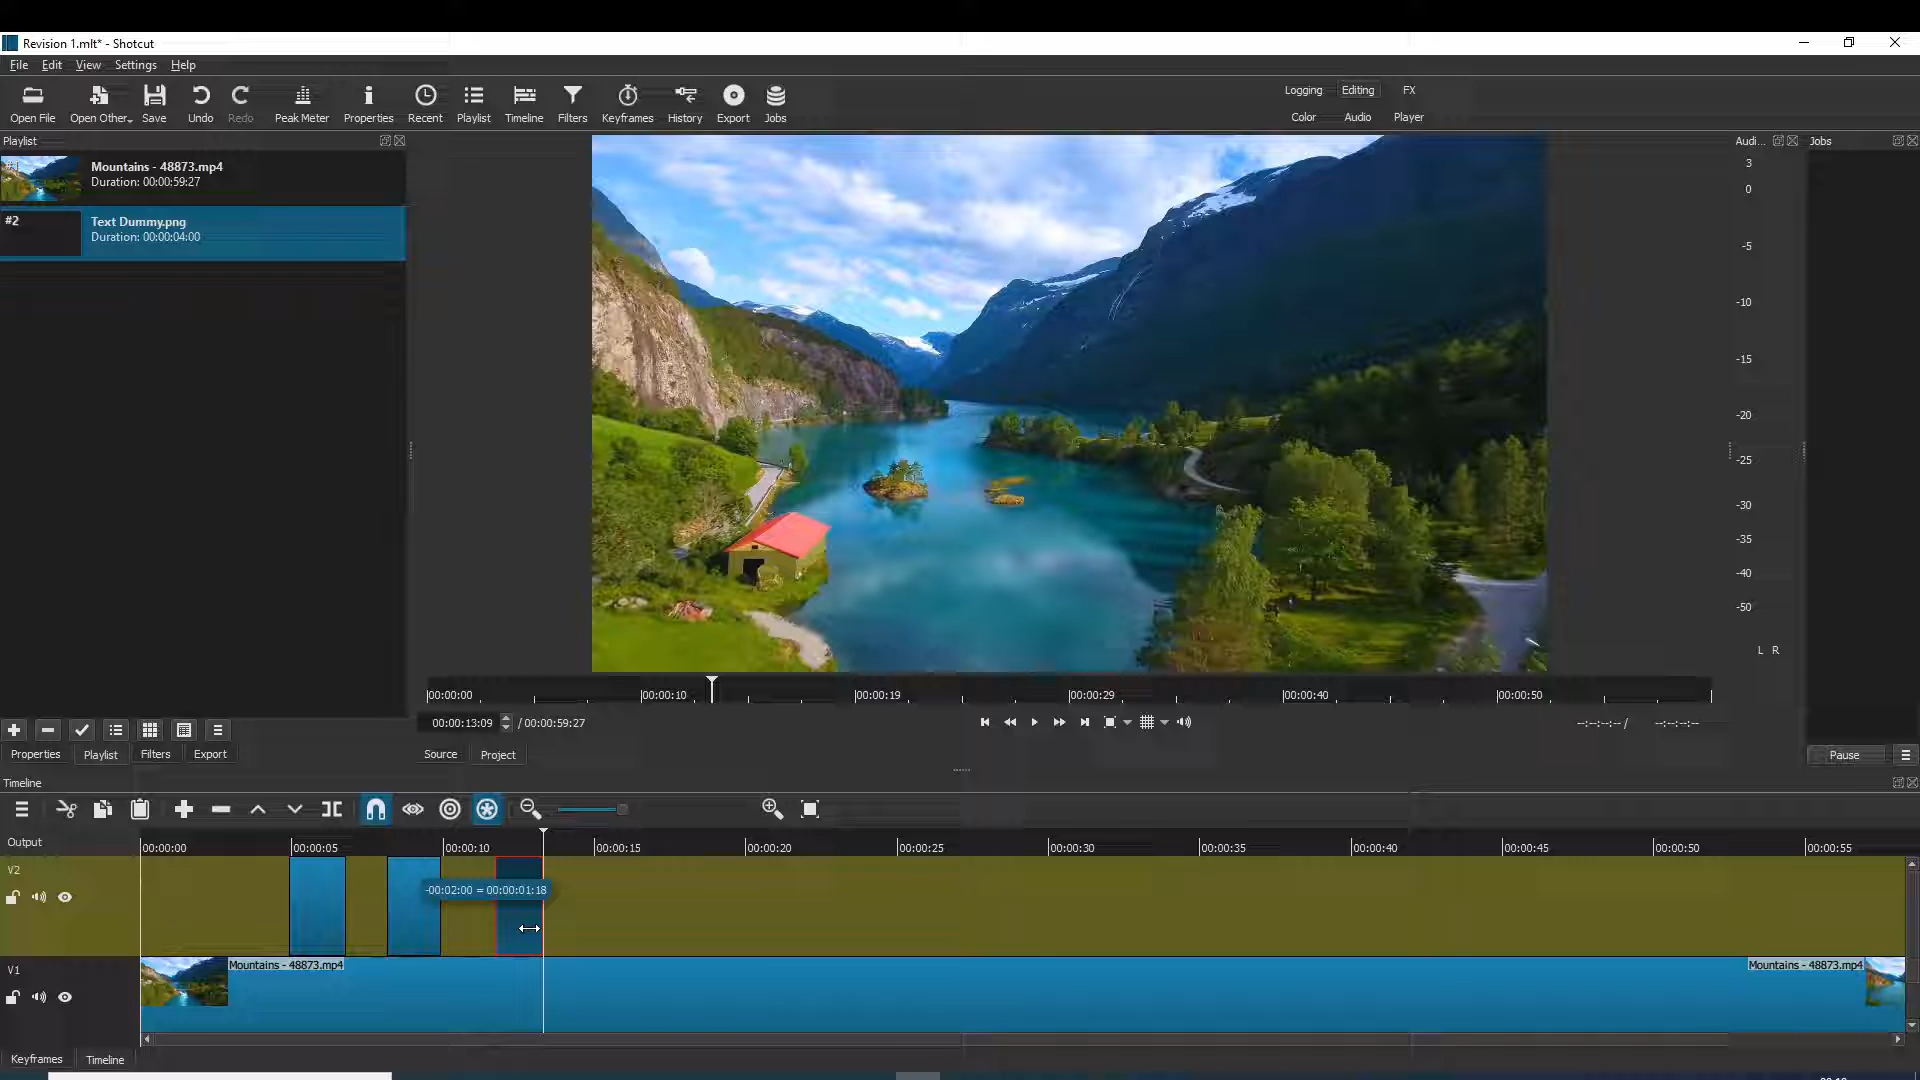 Revision 1.mlt* - Shotcut
File Edit View Settings Help
Open File Open Other Save Undo Redo Peak Meter Properties Recent Playlist Timeline Filters Keyframes History Export Jobs
Logging Editing FX
Color Audio Player
Playlist
Mountains - 48873.mp4
Duration: 00:00:59:27
#2
Text Dummy.png
Duration: 00:00:04:00
Audi...
3
0
-5
-10
-15
-20
-25
-30
-35
-40
-50
L R
Jobs
00:00:00 00:00:10 00:00:19 00:00:29 00:00:40 00:00:50
00:00:13:09 / 00:00:59:27
--:--:--:-- / --:--:--:--
Properties Playlist Filters Export
Source Project
Pause
Timeline
Output
00:00:00 00:00:05 00:00:10 00:00:15 00:00:20 00:00:25 00:00:30 00:00:35 00:00:40 00:00:45 00:00:50 00:00:55
V2
-00:02:00 = 00:00:01:18
V1
Mountains - 48873.mp4
Mountains - 48873.mp4
Keyframes Timeline